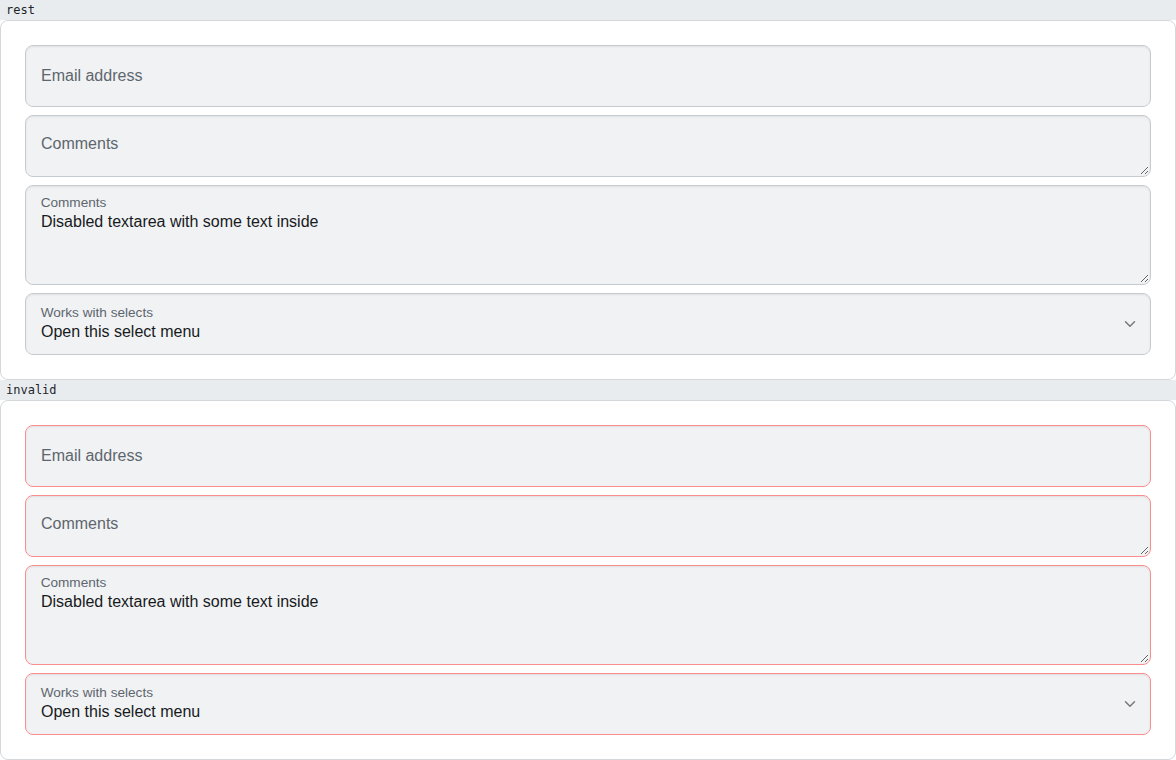 rest
Email address
Comments
Comments
Disabled textarea with some text inside
Works with selects
Open this select menu
invalid
Email address
Comments
Comments
Disabled textarea with some text inside
Works with selects
Open this select menu